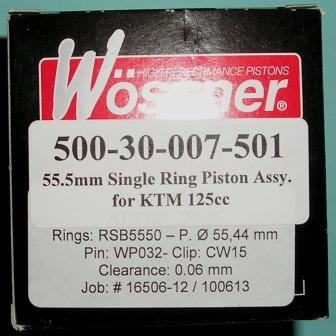 HIGH PERFORMANCE PISTONS
Wössner®
500-30-007-501
55.5mm Single Ring Piston Assy.
for KTM 125cc
Rings: RSB5550 – P. Ø 55,44 mm
Pin: WP032- Clip: CW15
Clearance: 0.06 mm
Job: # 16506-12 / 100613